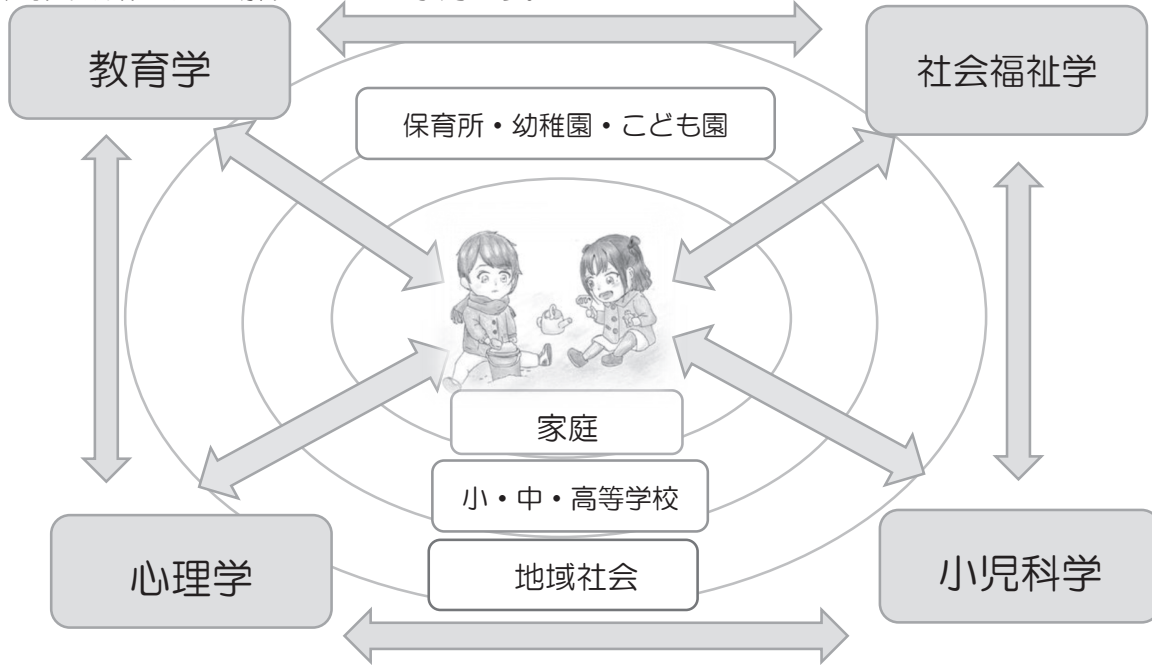 教育学
社会福祉学
保育所・幼稚園・こども園
家庭
小・中・高等学校
地域社会
心理学
小児科学